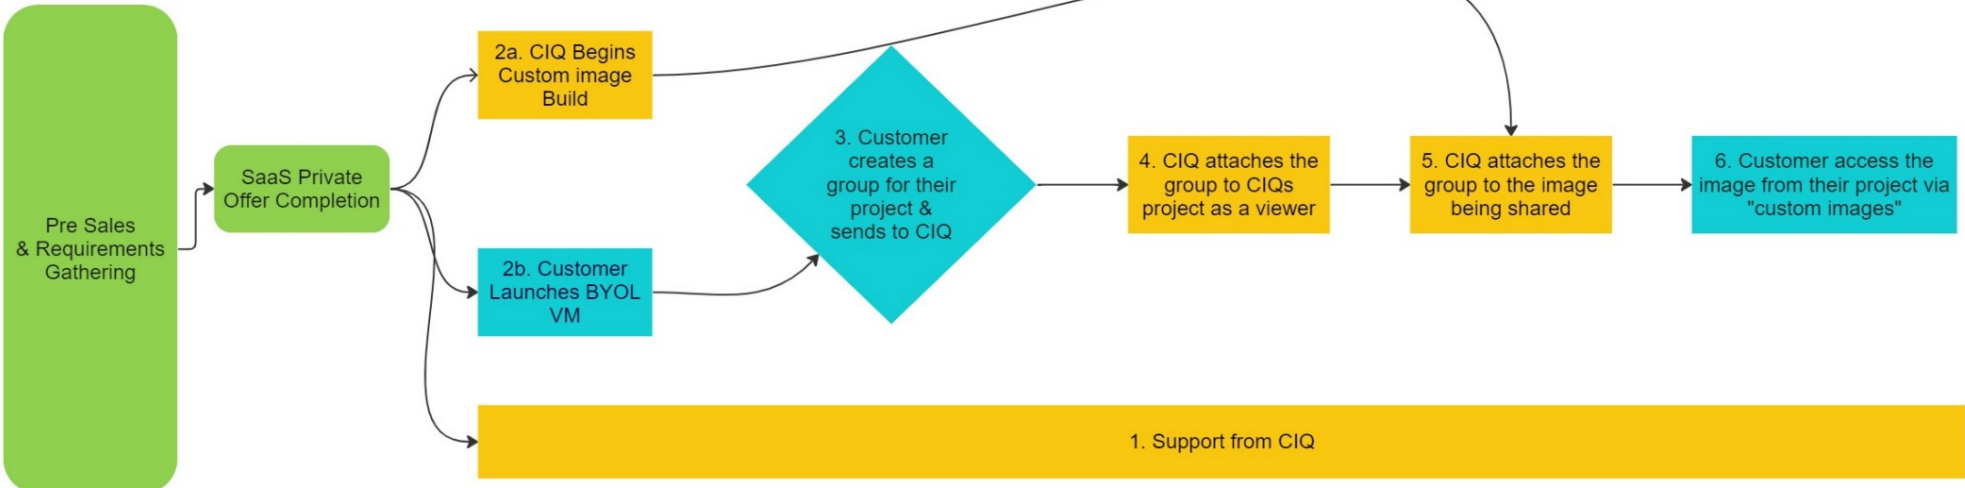 Pre Sales
& Requirements
Gathering
SaaS Private
Offer Completion
2a. CIQ Begins
Custom image
Build
2b. Customer
Launches BYOL
VM
3. Customer
creates a
group for their
project &
sends to CIQ
4. CIQ attaches the
group to CIQs
project as a viewer
5. CIQ attaches the
group to the image
being shared
6. Customer access the
image from their project via
"custom images"
1. Support from CIQ